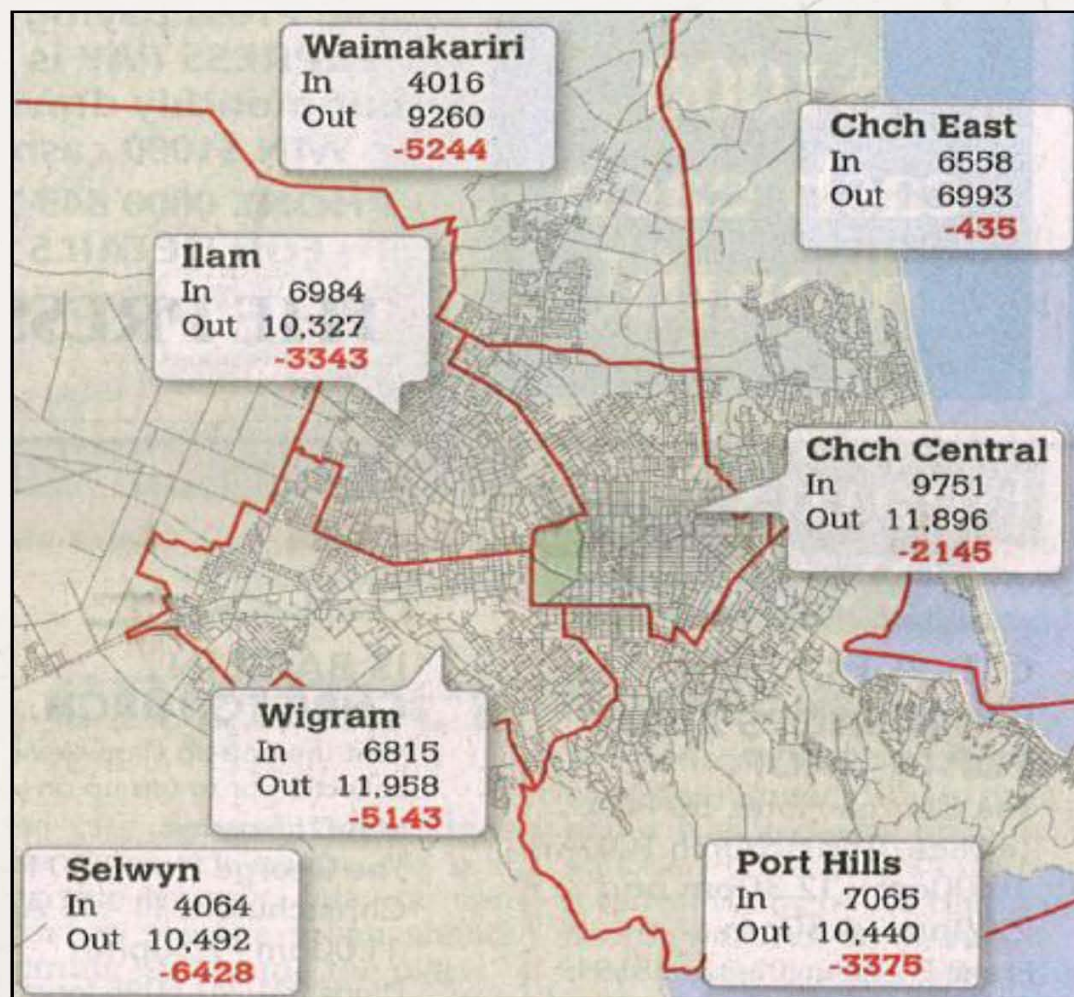 Waimakariri
In 4016
Out 9260
-5244
Chch East
In 6558
Out 6993
-435
Ilam
In 6984
Out 10,327
-3343
Chch Central
In 9751
Out 11,896
-2145
Wigram
In 6815
Out 11,958
-5143
Selwyn
In 4064
Out 10,492
-6428
Port Hills
In 7065
Out 10,440
-3375